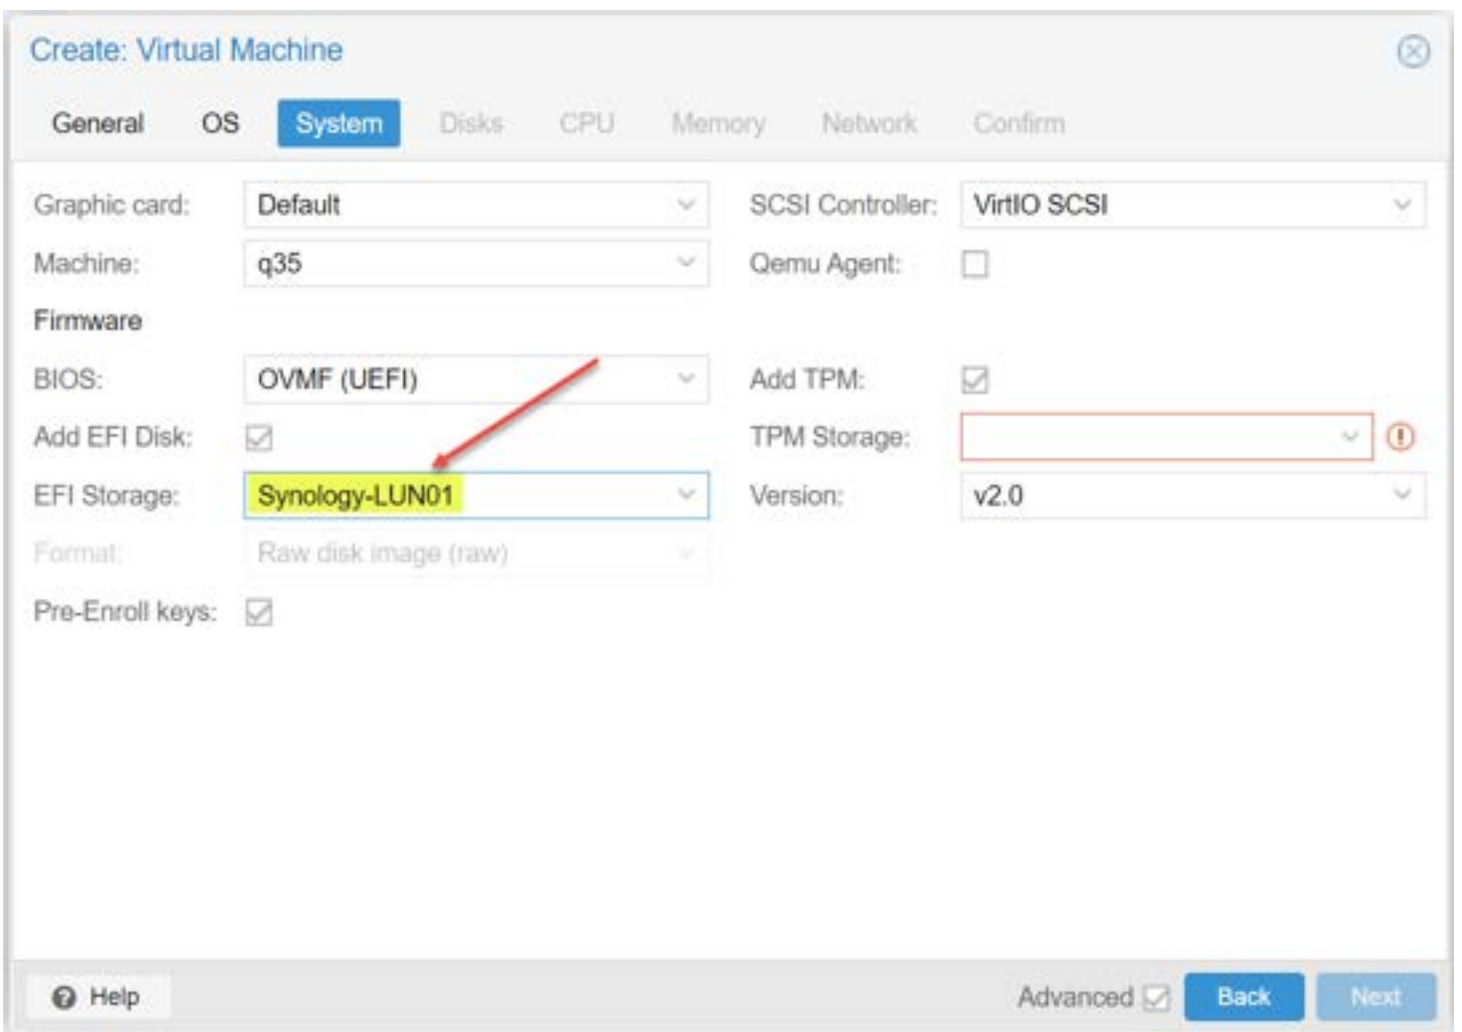 Create: Virtual Machine
General OS System Disks CPU Memory Network Confirm
Graphic card: Default SCSI Controller: VirtIO SCSI
Machine: q35 Qemu Agent:
Firmware
BIOS: OVMF (UEFI) Add TPM:
Add EFI Disk: TPM Storage:
EFI Storage: Synology-LUN01 Version: v2.0
Format: Raw disk image (raw)
Pre-Enroll keys:
Help Advanced Back Next